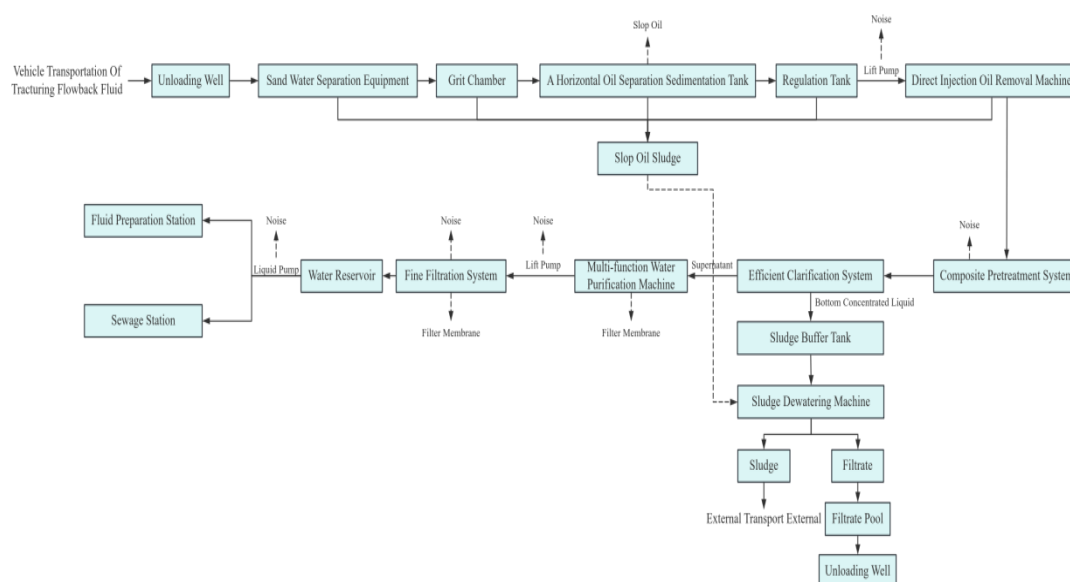 Slop Oil
Noise
Vehicle Transportation Of
Tracturing Flowback Fluid
Unloading Well
Sand Water Separation Equipment
Grit Chamber
A Horizontal Oil Separation Sedimentation Tank
Regulation Tank
Lift Pump
Direct Injection Oil Removal Machine
Slop Oil Sludge
Fluid Preparation Station
Noise
Noise
Noise
Noise
Liquid Pump
Water Reservoir
Fine Filtration System
Lift Pump
Multi-function Water
Purification Machine
Supernatant
Efficient Clarification System
Composite Pretreatment System
Bottom Concentrated Liquid
Sewage Station
Filter Membrane
Filter Membrane
Sludge Buffer Tank
Sludge Dewatering Machine
Sludge
Filtrate
External Transport External
Filtrate Pool
Unloading Well